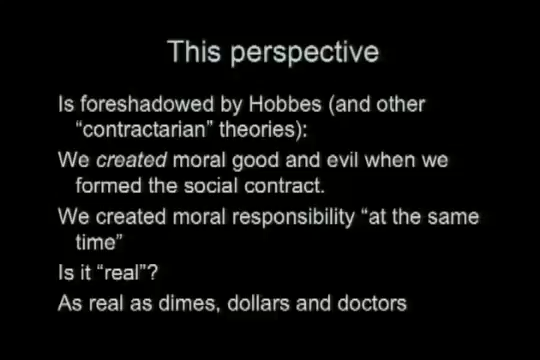 This perspective
Is foreshadowed by Hobbes (and other
“contractarian” theories):
We created moral good and evil when we
formed the social contract.
We created moral responsibility “at the same
time”
Is it “real”?
As real as dimes, dollars and doctors